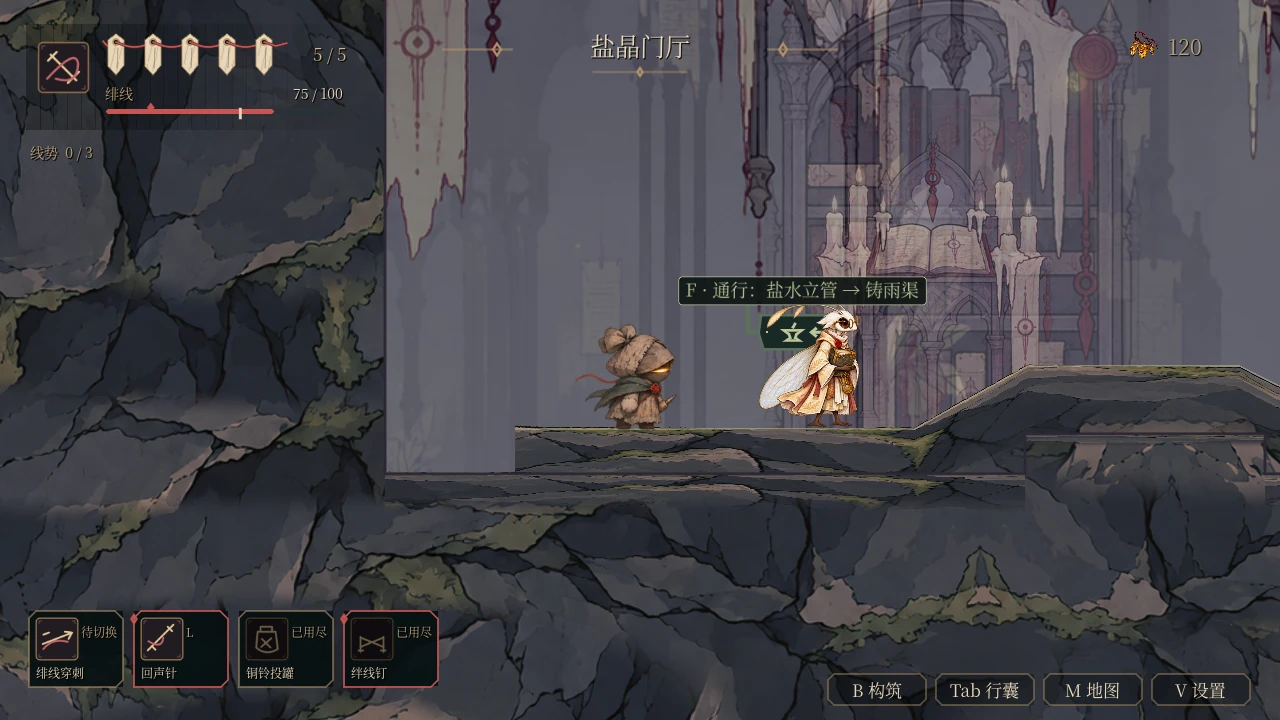 盐晶门厅
5 / 5
120
绯线
75 / 100
线势 0 / 3
F · 通行: 盐水立管 → 铸雨渠
立
待切换
绯线穿刺
L
回声针
已用尽
铜铃投罐
已用尽
绊线钉
B 构筑
Tab 行囊
M 地图
V 设置